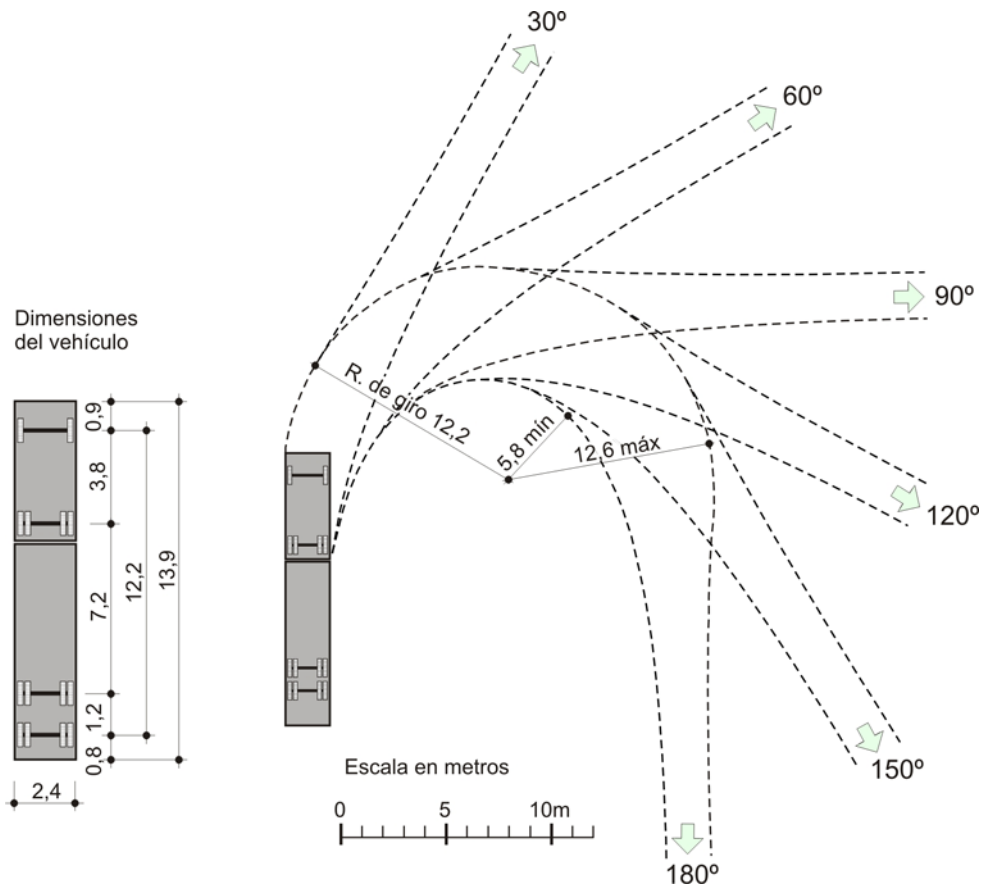 30º
60º
90º
Dimensiones
del vehículo
R. de giro 12,2
5,8 mín
12,6 máx
0,9
3,8
7,2
12,2
13,9
1,2
0,8
2,4
120º
150º
Escala en metros
0 5 10m
180º